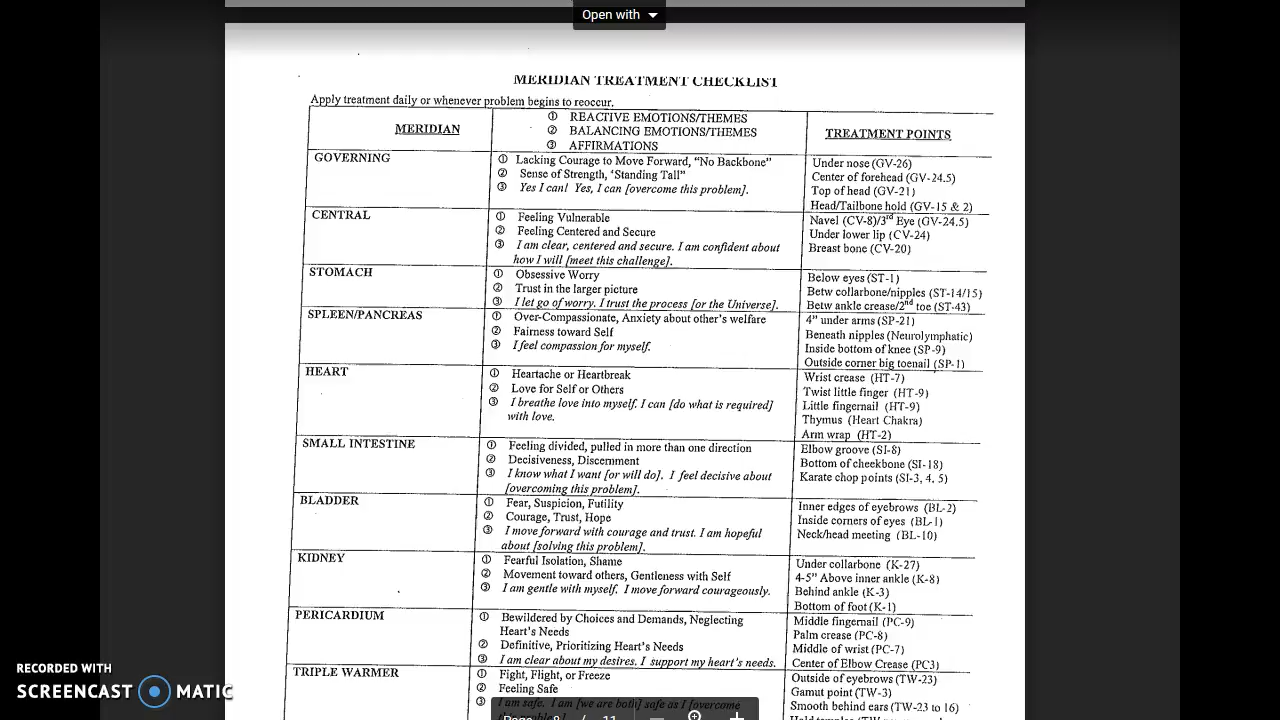 Open with
MERIDIAN TREATMENT CHECKLIST
Apply treatment daily or whenever problem begins to reoccur.
MERIDIAN
① REACTIVE EMOTIONS/THEMES
② BALANCING EMOTIONS/THEMES
③ AFFIRMATIONS
TREATMENT POINTS
GOVERNING
① Lacking Courage to Move Forward, "No Backbone"
② Sense of Strength, 'Standing Tall"
③ Yes I can! Yes, I can [overcome this problem].
Under nose (GV-26)
Center of forehead (GV-24.5)
Top of head (GV-21)
Head/Tailbone hold (GV-15 & 2)
CENTRAL
① Feeling Vulnerable
② Feeling Centered and Secure
③ I am clear, centered and secure. I am confident about
how I will [meet this challenge].
Navel (CV-8)/3rd Eye (GV-24.5)
Under lower lip (CV-24)
Breast bone (CV-20)
STOMACH
① Obsessive Worry
② Trust in the larger picture
③ I let go of worry. I trust the process [or the Universe].
Below eyes (ST-1)
Betw collarbone/nipples (ST-14/15)
Betw ankle crease/2nd toe (ST-43)
SPLEEN/PANCREAS
① Over-Compassionate, Anxiety about other's welfare
② Fairness toward Self
③ I feel compassion for myself.
4" under arms (SP-21)
Beneath nipples (Neurolymphatic)
Inside bottom of knee (SP-9)
Outside corner big toenail (SP-1)
HEART
① Heartache or Heartbreak
② Love for Self or Others
③ I breathe love into myself. I can [do what is required]
with love.
Wrist crease (HT-7)
Twist little finger (HT-9)
Little fingernail (HT-9)
Thymus (Heart Chakra)
Arm wrap (HT-2)
SMALL INTESTINE
① Feeling divided, pulled in more than one direction
② Decisiveness, Discernment
③ I know what I want [or will do]. I feel decisive about
[overcoming this problem].
Elbow groove (SI-8)
Bottom of cheekbone (SI-18)
Karate chop points (SI-3, 4, 5)
BLADDER
① Fear, Suspicion, Futility
② Courage, Trust, Hope
③ I move forward with courage and trust. I am hopeful
about [solving this problem].
Inner edges of eyebrows (BL-2)
Inside corners of eyes (BL-1)
Neck/head meeting (BL-10)
KIDNEY
① Fearful Isolation, Shame
② Movement toward others, Gentleness with Self
③ I am gentle with myself. I move forward courageously.
Under collarbone (K-27)
4-5" Above inner ankle (K-8)
Behind ankle (K-3)
Bottom of foot (K-1)
PERICARDIUM
① Bewildered by Choices and Demands, Neglecting
Heart's Needs
② Definitive, Prioritizing Heart's Needs
③ I am clear about my desires. I support my heart's needs.
Middle fingernail (PC-9)
Palm crease (PC-8)
Middle of wrist (PC-7)
Center of Elbow Crease (PC3)
TRIPLE WARMER
① Fight, Flight, or Freeze
② Feeling Safe
③ I am safe. I am [we are both] safe as I [overcome
Outside of eyebrows (TW-23)
Gamut point (TW-3)
Smooth behind ears (TW-23 to 16)
Page 8 / 11
RECORDED WITH
SCREENCAST MATIC